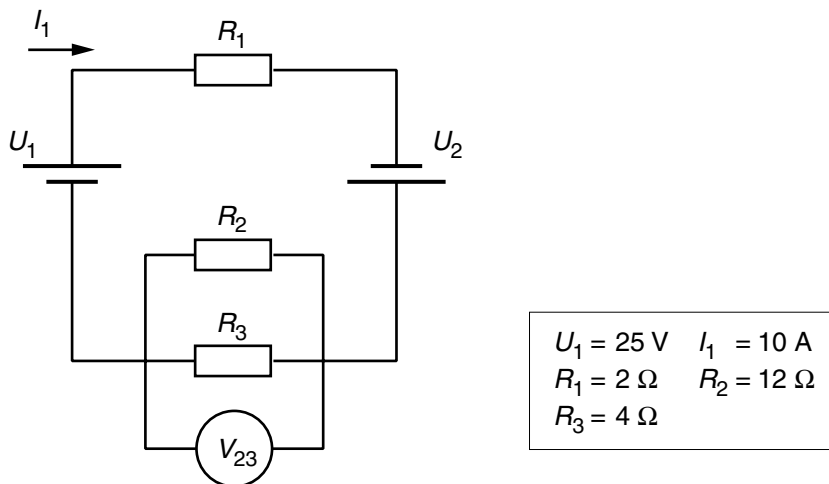 I1
R1
U1
U2
R2
R3
V23
U1 = 25 V I1 = 10 A
R1 = 2 Ω R2 = 12 Ω
R3 = 4 Ω